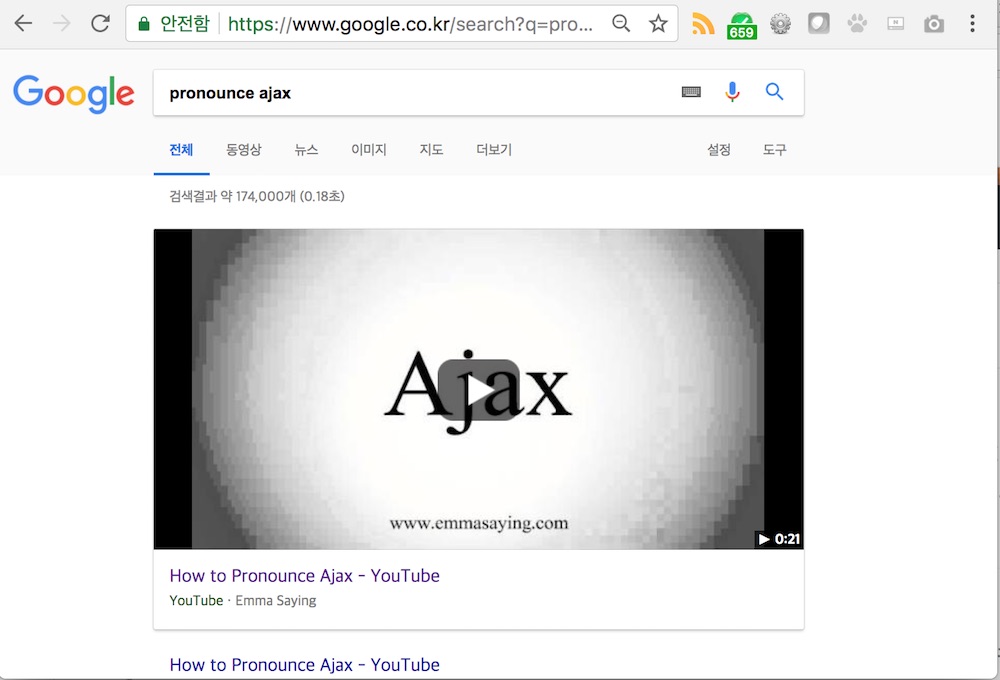 안전함 https://www.google.co.kr/search?q=pro...
659
Google
pronounce ajax
전체 동영상 뉴스 이미지 지도 더보기 설정 도구
검색결과 약 174,000개 (0.18초)
Ajax
www.emmasaying.com
0:21
How to Pronounce Ajax - YouTube
YouTube · Emma Saying
How to Pronounce Ajax - YouTube